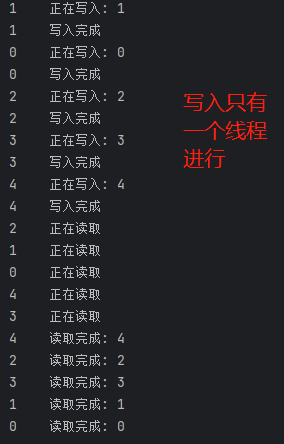 1 正在写入: 1
1 写入完成
0 正在写入: 0
0 写入完成
2 正在写入: 2
2 写入完成
3 正在写入: 3
3 写入完成
4 正在写入: 4
4 写入完成
2 正在读取
1 正在读取
0 正在读取
4 正在读取
3 正在读取
4 读取完成: 4
2 读取完成: 2
3 读取完成: 3
1 读取完成: 1
0 读取完成: 0
写入只有
一个线程
进行